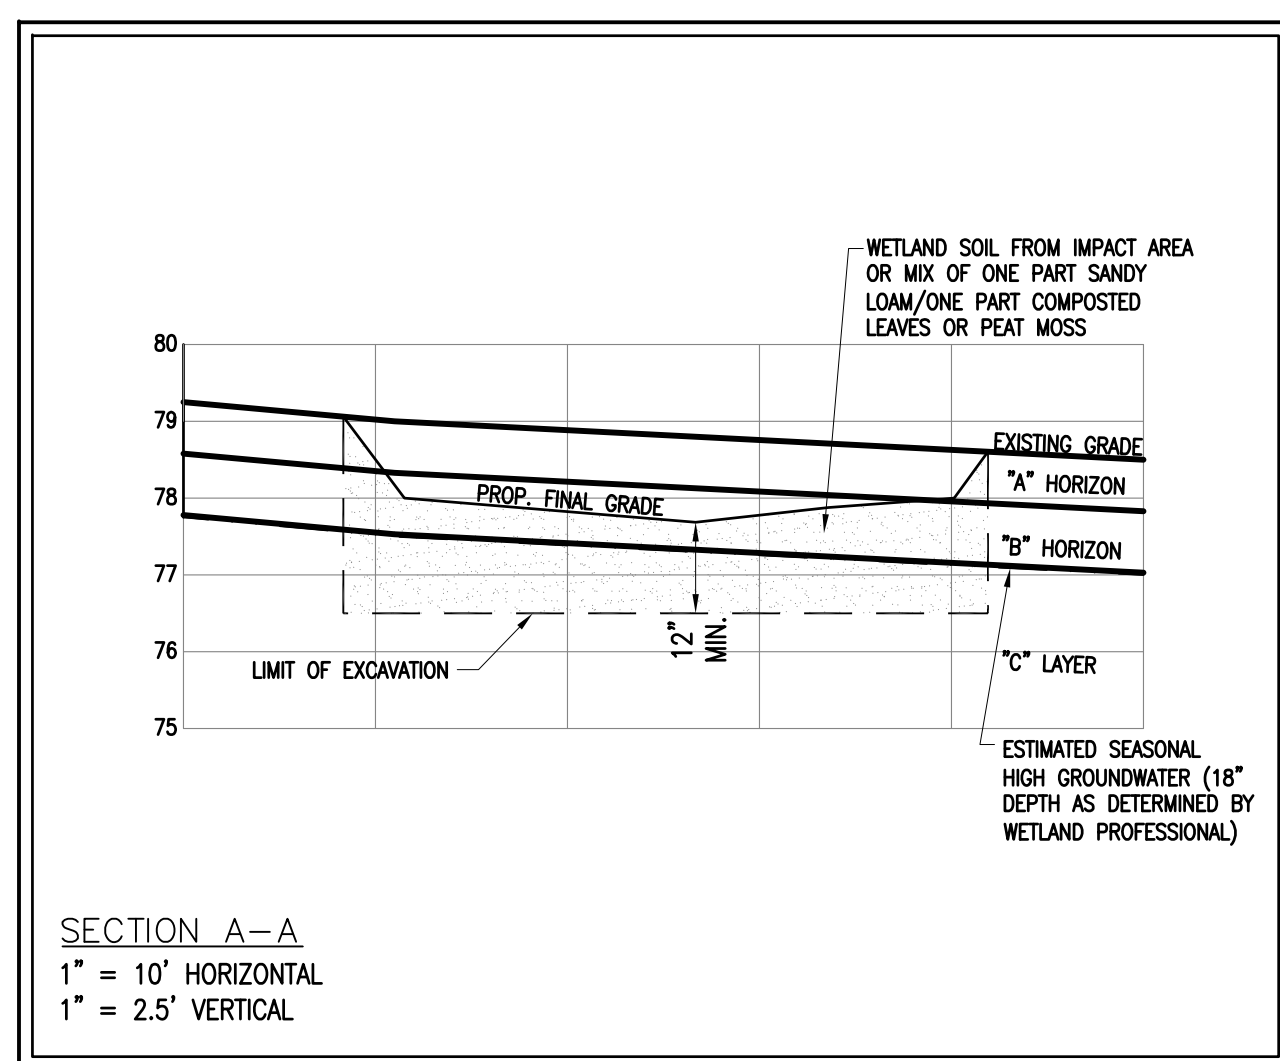 WETLAND SOIL FROM IMPACT AREA
OR MIX OF ONE PART SANDY
LOAM/ONE PART COMPOSTED
LEAVES OR PEAT MOSS
80
79
78
77
76
75
EXISTING GRADE
"A" HORIZON
PROP. FINAL GRADE
"B" HORIZON
12"
MIN.
LIMIT OF EXCAVATION
"C" LAYER
ESTIMATED SEASONAL
HIGH GROUNDWATER (18"
DEPTH AS DETERMINED BY
WETLAND PROFESSIONAL)
SECTION A-A
1" = 10' HORIZONTAL
1" = 2.5' VERTICAL